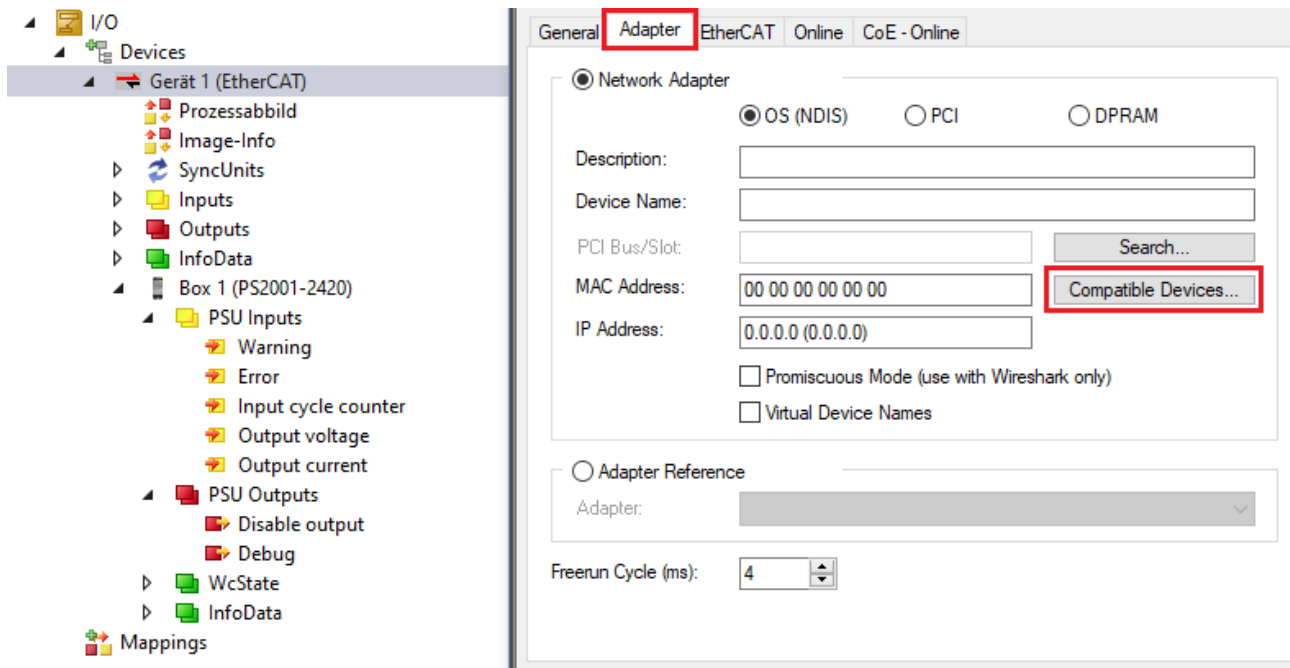 I/O
Devices
Gerät 1 (EtherCAT)
Prozessabbild
Image-Info
SyncUnits
Inputs
Outputs
InfoData
Box 1 (PS2001-2420)
PSU Inputs
Warning
Error
Input cycle counter
Output voltage
Output current
PSU Outputs
Disable output
Debug
WcState
InfoData
Mappings
General Adapter EtherCAT Online CoE - Online
Network Adapter
OS (NDIS) PCI DPRAM
Description:
Device Name:
PCI Bus/Slot: Search...
MAC Address: 00 00 00 00 00 00 Compatible Devices...
IP Address: 0.0.0.0 (0.0.0.0)
Promiscuous Mode (use with Wireshark only)
Virtual Device Names
Adapter Reference
Adapter:
Freerun Cycle (ms): 4